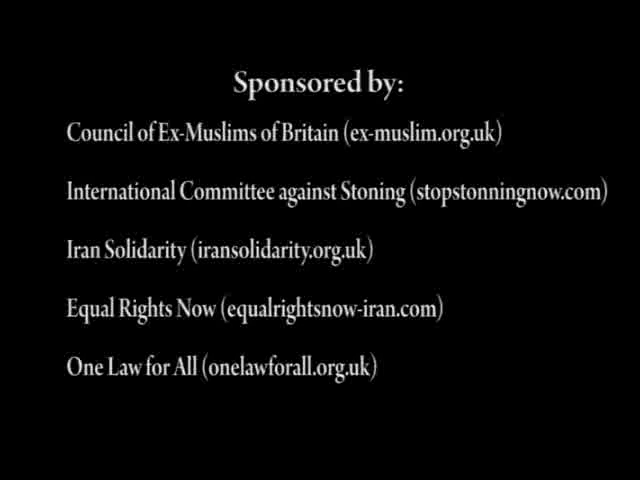 Sponsored by:
Council of Ex-Muslims of Britain (ex-muslim.org.uk)
International Committee against Stoning (stopstonningnow.com)
Iran Solidarity (iransolidarity.org.uk)
Equal Rights Now (equalrightsnow-iran.com)
One Law for All (onelawforall.org.uk)